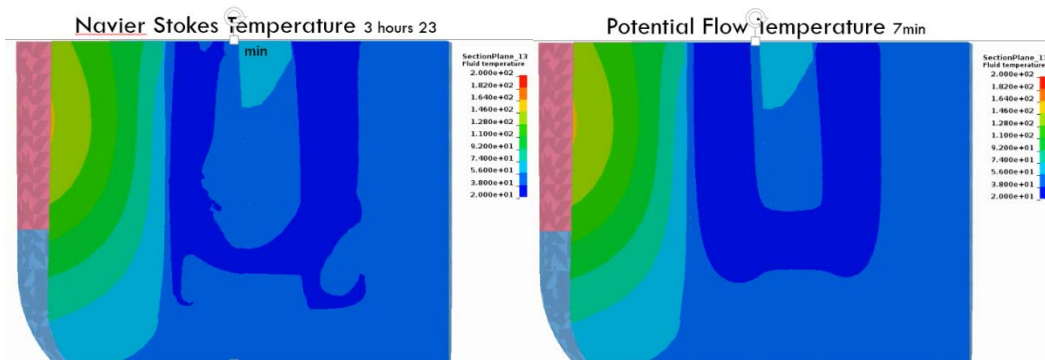 Navier Stokes Temperature 3 hours 23
min
SectionPlane_13
Fluid temperature
2.000e+02
1.820e+02
1.640e+02
1.460e+02
1.280e+02
1.100e+02
9.200e+01
7.400e+01
5.600e+01
3.800e+01
2.000e+01
Potential Flow Temperature 7min
SectionPlane_13
Fluid temperature
2.000e+02
1.820e+02
1.640e+02
1.460e+02
1.280e+02
1.100e+02
9.200e+01
7.400e+01
5.600e+01
3.800e+01
2.000e+01